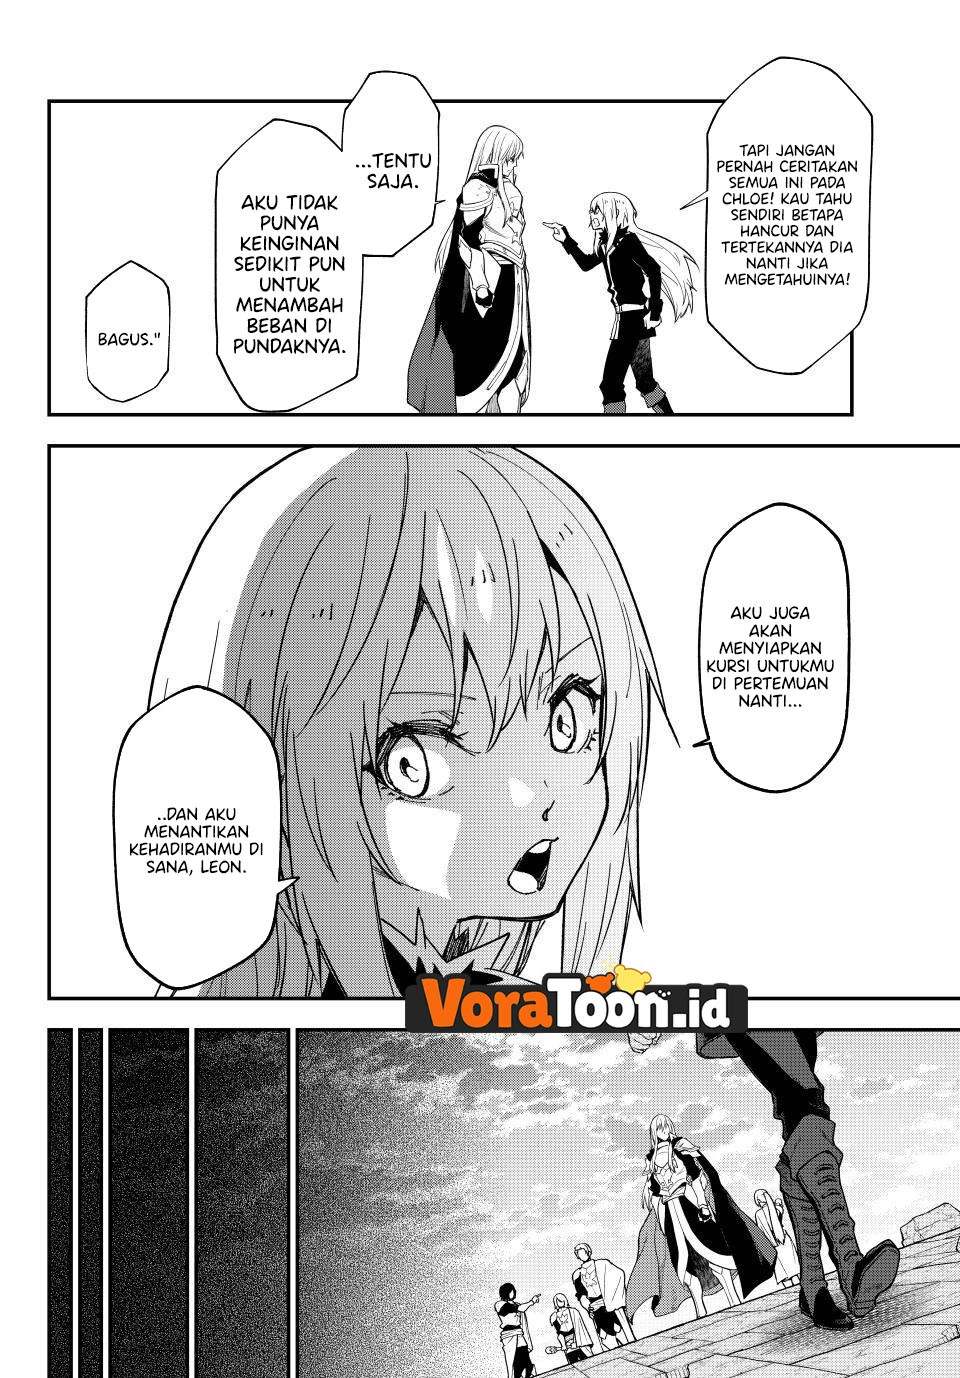 TAPI JANGAN
PERNAH CERITAKAN
SEMUA INI PADA
CHLOE! KAU TAHU
SENDIRI BETAPA
HANCUR DAN
TERTEKANNYA DIA
NANTI JIKA
MENGETAHUINYA!
...TENTU
SAJA.
AKU TIDAK
PUNYA
KEINGINAN
SEDIKIT PUN
UNTUK
MENAMBAH
BEBAN DI
PUNDAKNYA.
BAGUS."
AKU JUGA
AKAN
MENYIAPKAN
KURSI UNTUKMU
DI PERTEMUAN
NANTI...
..DAN AKU
MENANTIKAN
KEHADIRANMU DI
SANA, LEON.
VoraToon.id